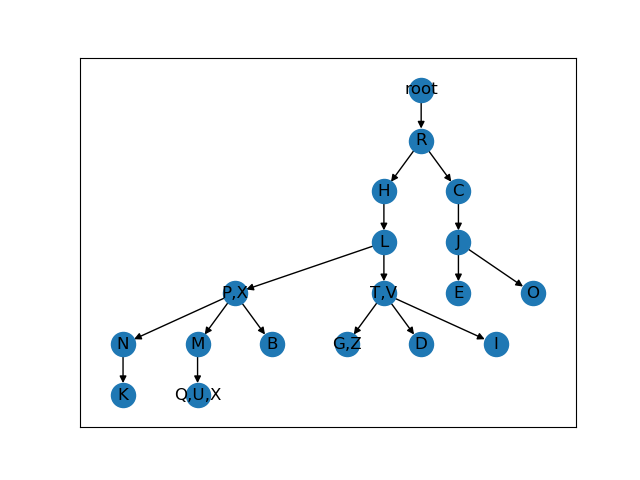 root
R
H C
L J
P,X T,V E O
N M B G,Z D I
K Q,U,X